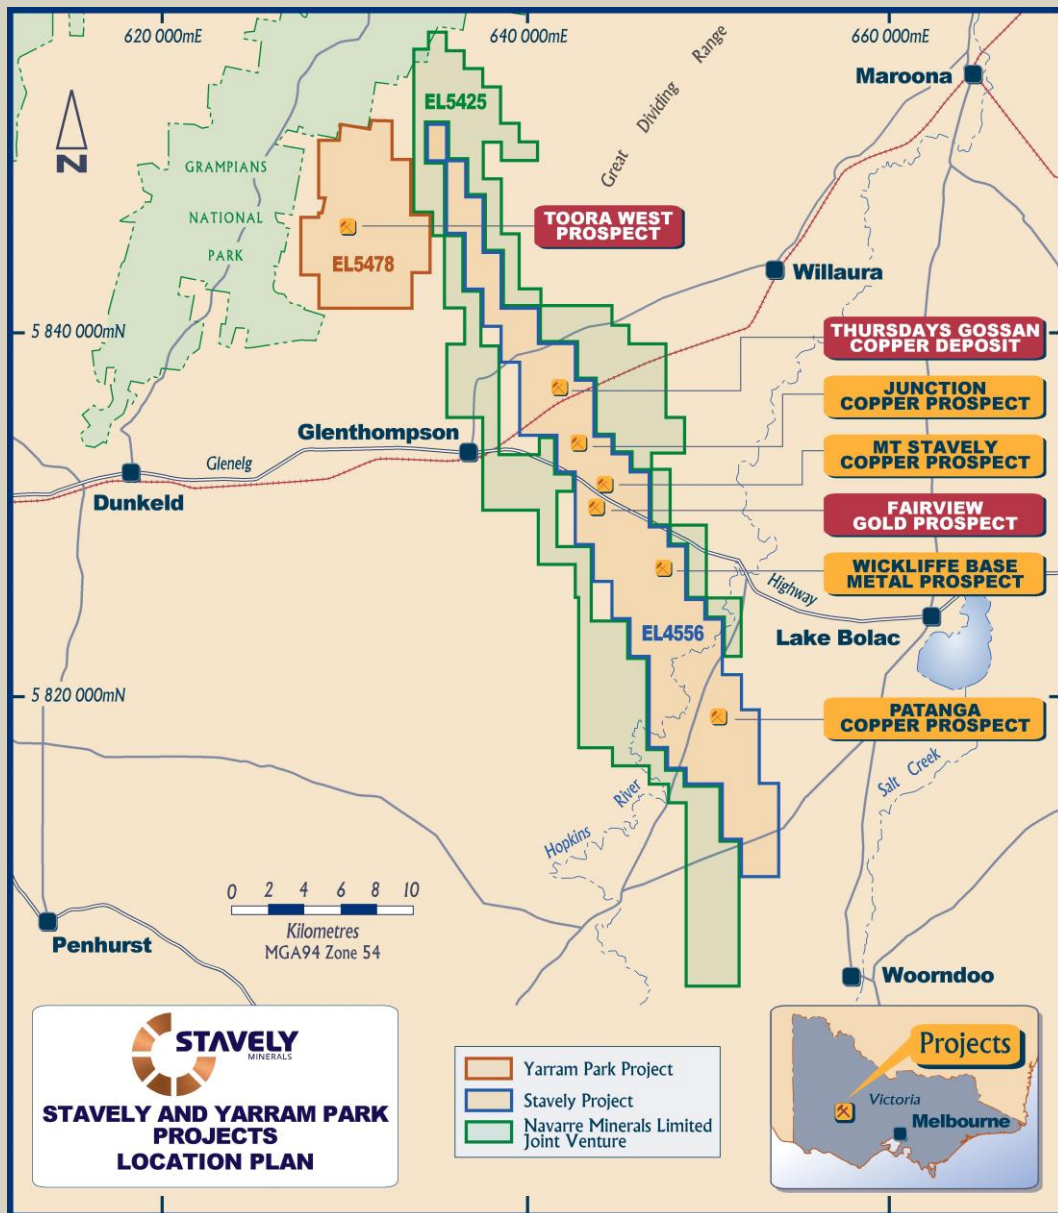 620 000mE
640 000mE
660 000mE
Maroona
Great Dividing Range
EL5425
N
GRAMPIANS
NATIONAL
PARK
TOORA WEST
PROSPECT
EL5478
Willaura
5 840 000mN
THURSDAYS GOSSAN
COPPER DEPOSIT
JUNCTION
COPPER PROSPECT
Glenthompson
MT STAVELY
COPPER PROSPECT
Glenelg
Dunkeld
FAIRVIEW
GOLD PROSPECT
WICKLIFFE BASE
METAL PROSPECT
Highway
EL4556
Lake Bolac
5 820 000mN
PATANGA
COPPER PROSPECT
Salt Creek
Hopkins River
0 2 4 6 8 10
Kilometres
MGA94 Zone 54
Penhurst
Woorndoo
STAVELY
MINERALS
STAVELY AND YARRAM PARK
PROJECTS
LOCATION PLAN
Yarram Park Project
Stavely Project
Navarre Minerals Limited
Joint Venture
Projects
Victoria
Melbourne